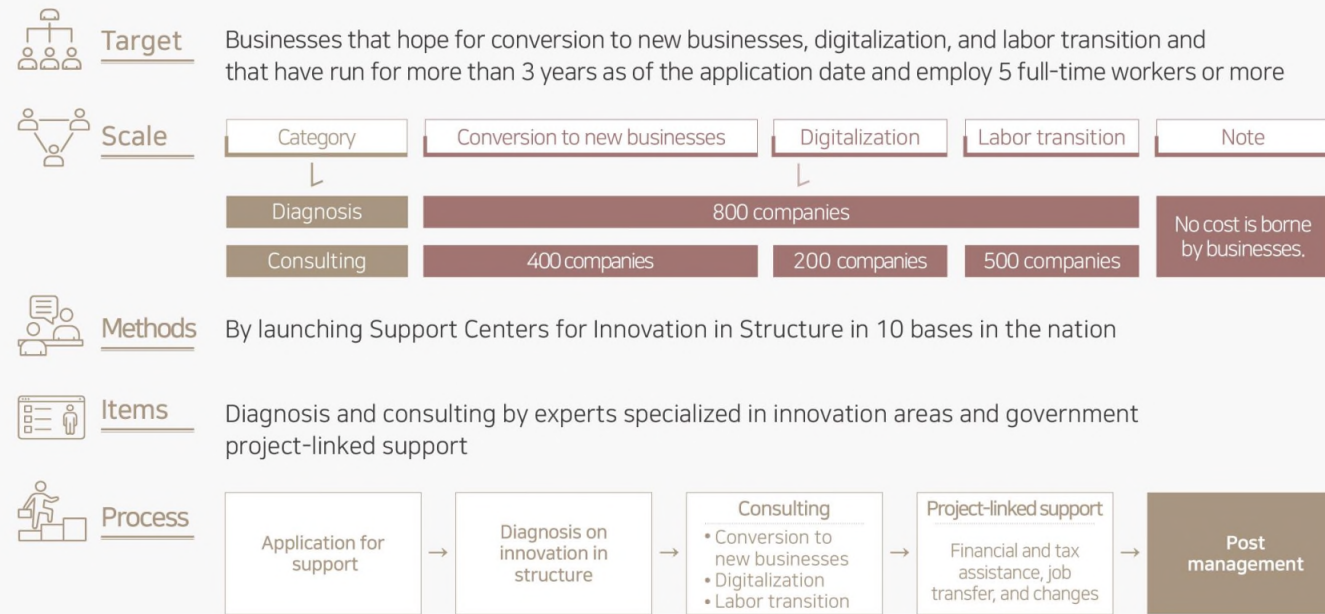 Target
Businesses that hope for conversion to new businesses, digitalization, and labor transition and
that have run for more than 3 years as of the application date and employ 5 full-time workers or more
Scale
Category
Conversion to new businesses
Digitalization
Labor transition
Note
Diagnosis
800 companies
No cost is borne
by businesses.
Consulting
400 companies
200 companies
500 companies
Methods
By launching Support Centers for Innovation in Structure in 10 bases in the nation
Items
Diagnosis and consulting by experts specialized in innovation areas and government
project-linked support
Process
Application for
support
→
Diagnosis on
innovation in
structure
→
Consulting
• Conversion to
new businesses
• Digitalization
• Labor transition
→
Project-linked support
Financial and tax
assistance, job
transfer, and changes
→
Post
management